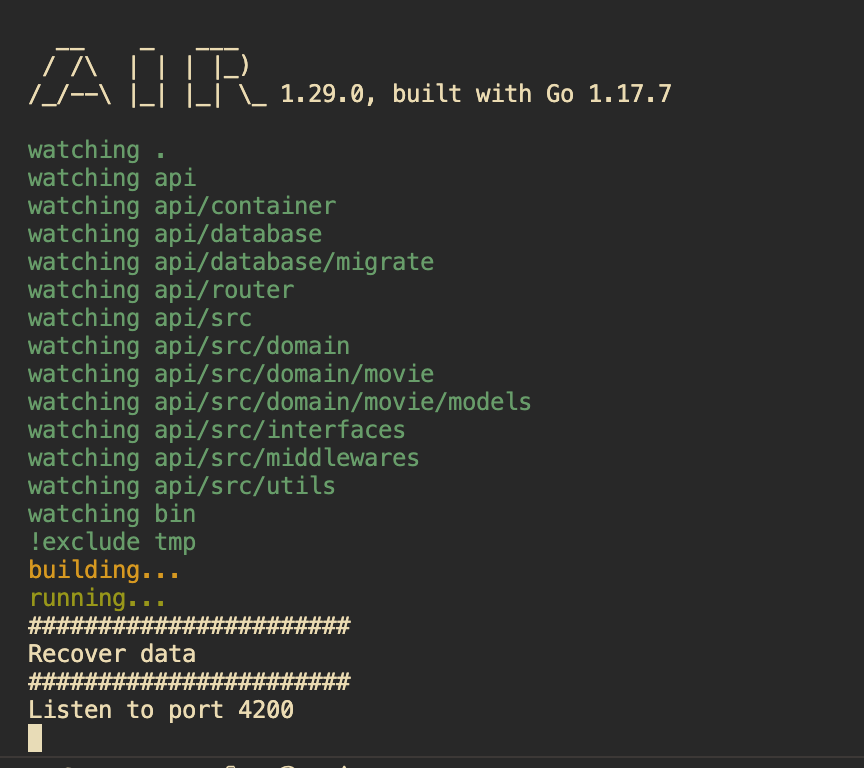 __    _   ___
 / /\  | | | |_)
/_/--\ |_| |_| \_ 1.29.0, built with Go 1.17.7
watching .
watching api
watching api/container
watching api/database
watching api/database/migrate
watching api/router
watching api/src
watching api/src/domain
watching api/src/domain/movie
watching api/src/domain/movie/models
watching api/src/interfaces
watching api/src/middlewares
watching api/src/utils
watching bin
!exclude tmp
building...
running...
#######################
Recover data
#######################
Listen to port 4200